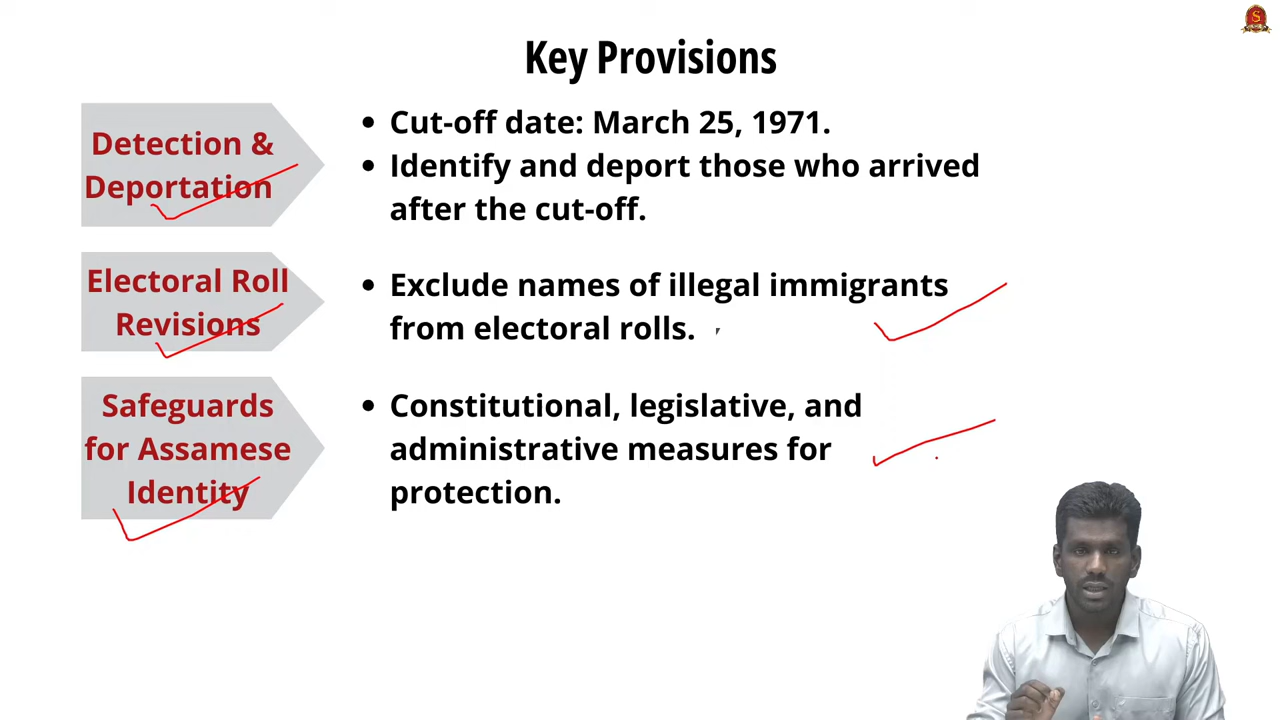 Key Provisions
Detection &
Deportation
• Cut-off date: March 25, 1971.
• Identify and deport those who arrived
after the cut-off.
Electoral Roll
Revisions
• Exclude names of illegal immigrants
from electoral rolls.
Safeguards
for Assamese
Identity
• Constitutional, legislative, and
administrative measures for
protection.